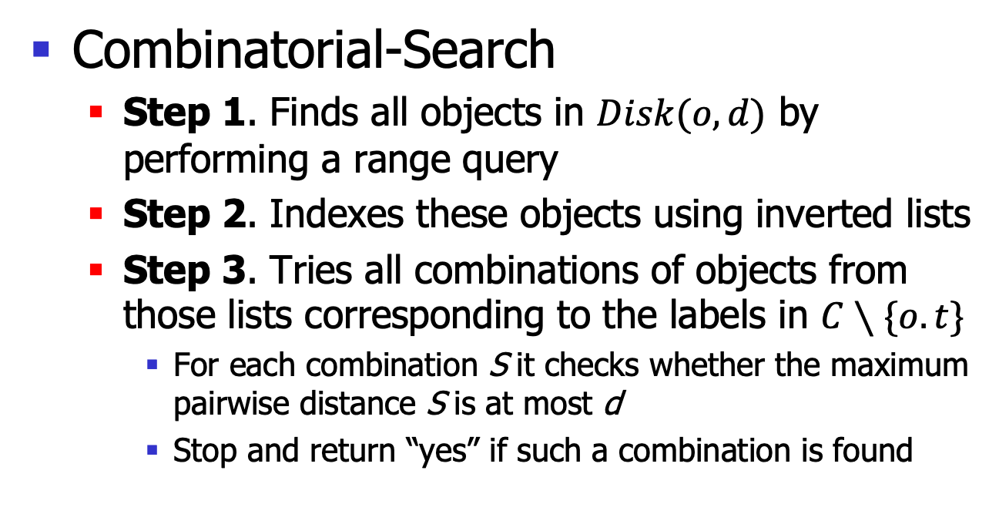 Combinatorial-Search
Step 1. Finds all objects in Disk(o, d) by
performing a range query
Step 2. Indexes these objects using inverted lists
Step 3. Tries all combinations of objects from
those lists corresponding to the labels in C \ {o.t}
For each combination S it checks whether the maximum
pairwise distance S is at most d
Stop and return “yes” if such a combination is found